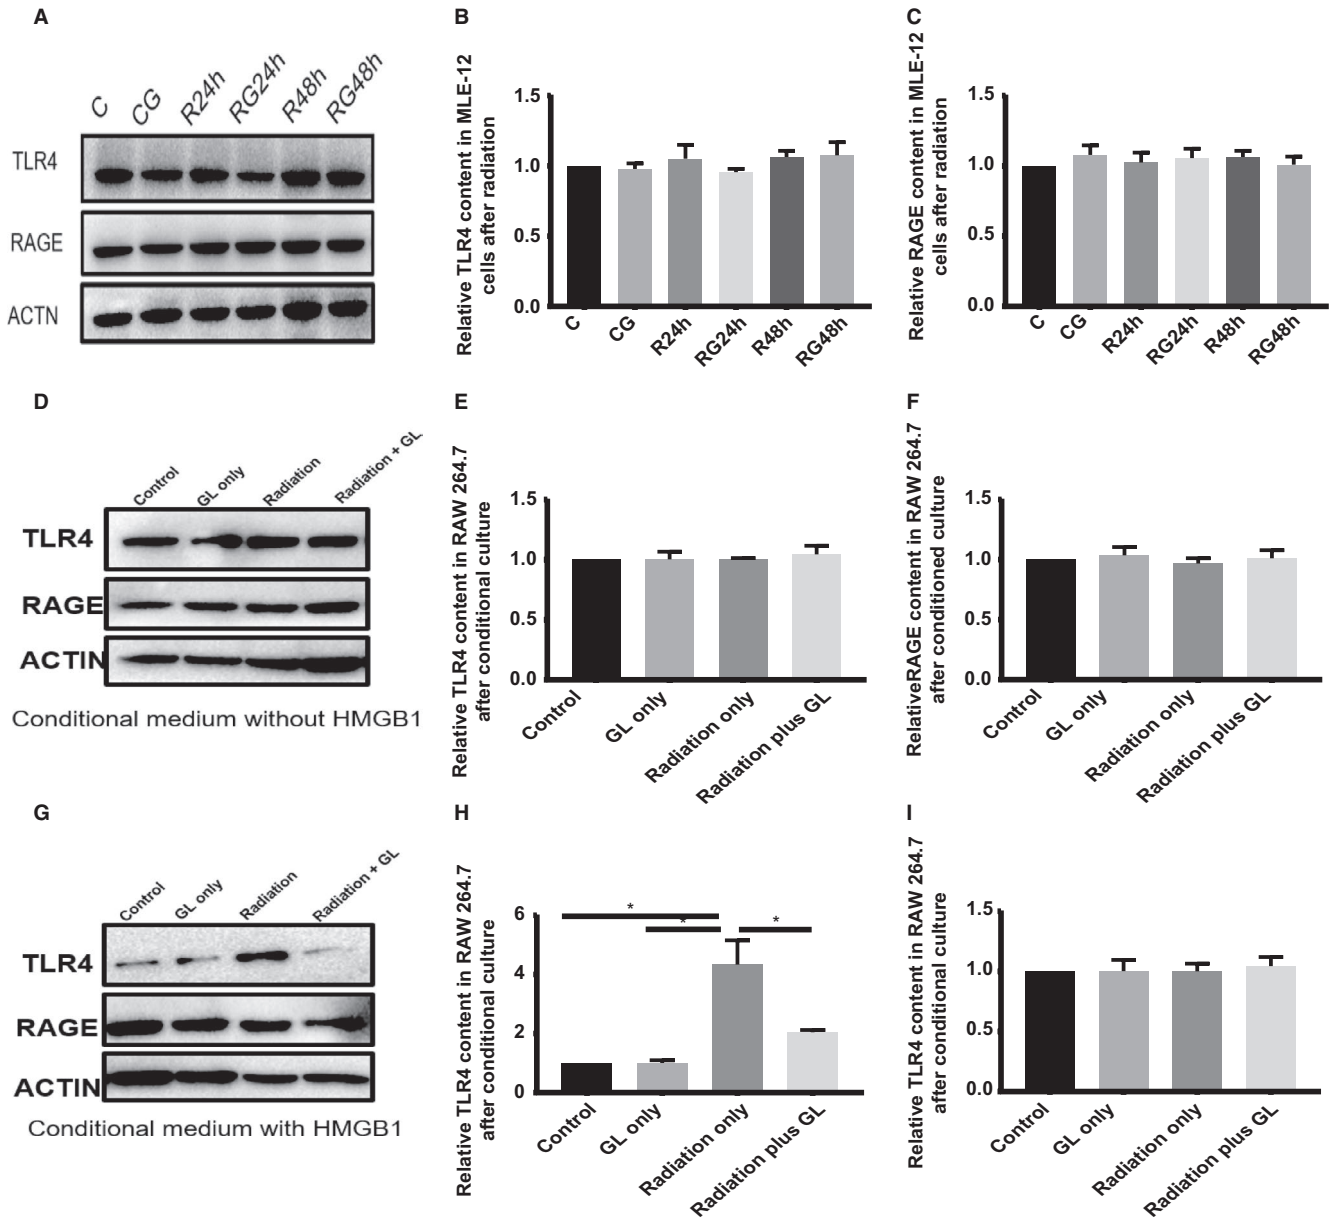 A
C CG R24h RG24h R48h RG48h
TLR4
RAGE
ACTN
B
Relative TLR4 content in MLE-12
cells after radiation
1.5
1.0
0.5
0.0
C CG R24h RG24h R48h RG48h
C
Relative RAGE content in MLE-12
cells after radiation
1.5
1.0
0.5
0.0
C CG R24h RG24h R48h RG48h
D
Control GL only Radiation Radiation + GL.
TLR4
RAGE
ACTIN
Conditional medium without HMGB1
E
Relative TLR4 content in RAW 264.7
after conditional culture
1.5
1.0
0.5
0.0
Control GL only Radiation only Radiation plus GL
F
RelativeRAGE content in RAW 264.7
after conditioned culture
1.5
1.0
0.5
0.0
Control GL only Radiation only Radiation plus GL
G
Control GL only Radiation Radiation + GL
TLR4
RAGE
ACTIN
Conditional medium with HMGB1
H
Relative TLR4 content in RAW 264.7
after conditional culture
6
4
2
0
* * *
Control GL only Radiation only Radiation plus GL
I
Relative TLR4 content in RAW 264.7
after conditional culture
1.5
1.0
0.5
0.0
Control GL only Radiation only Radiation plus GL